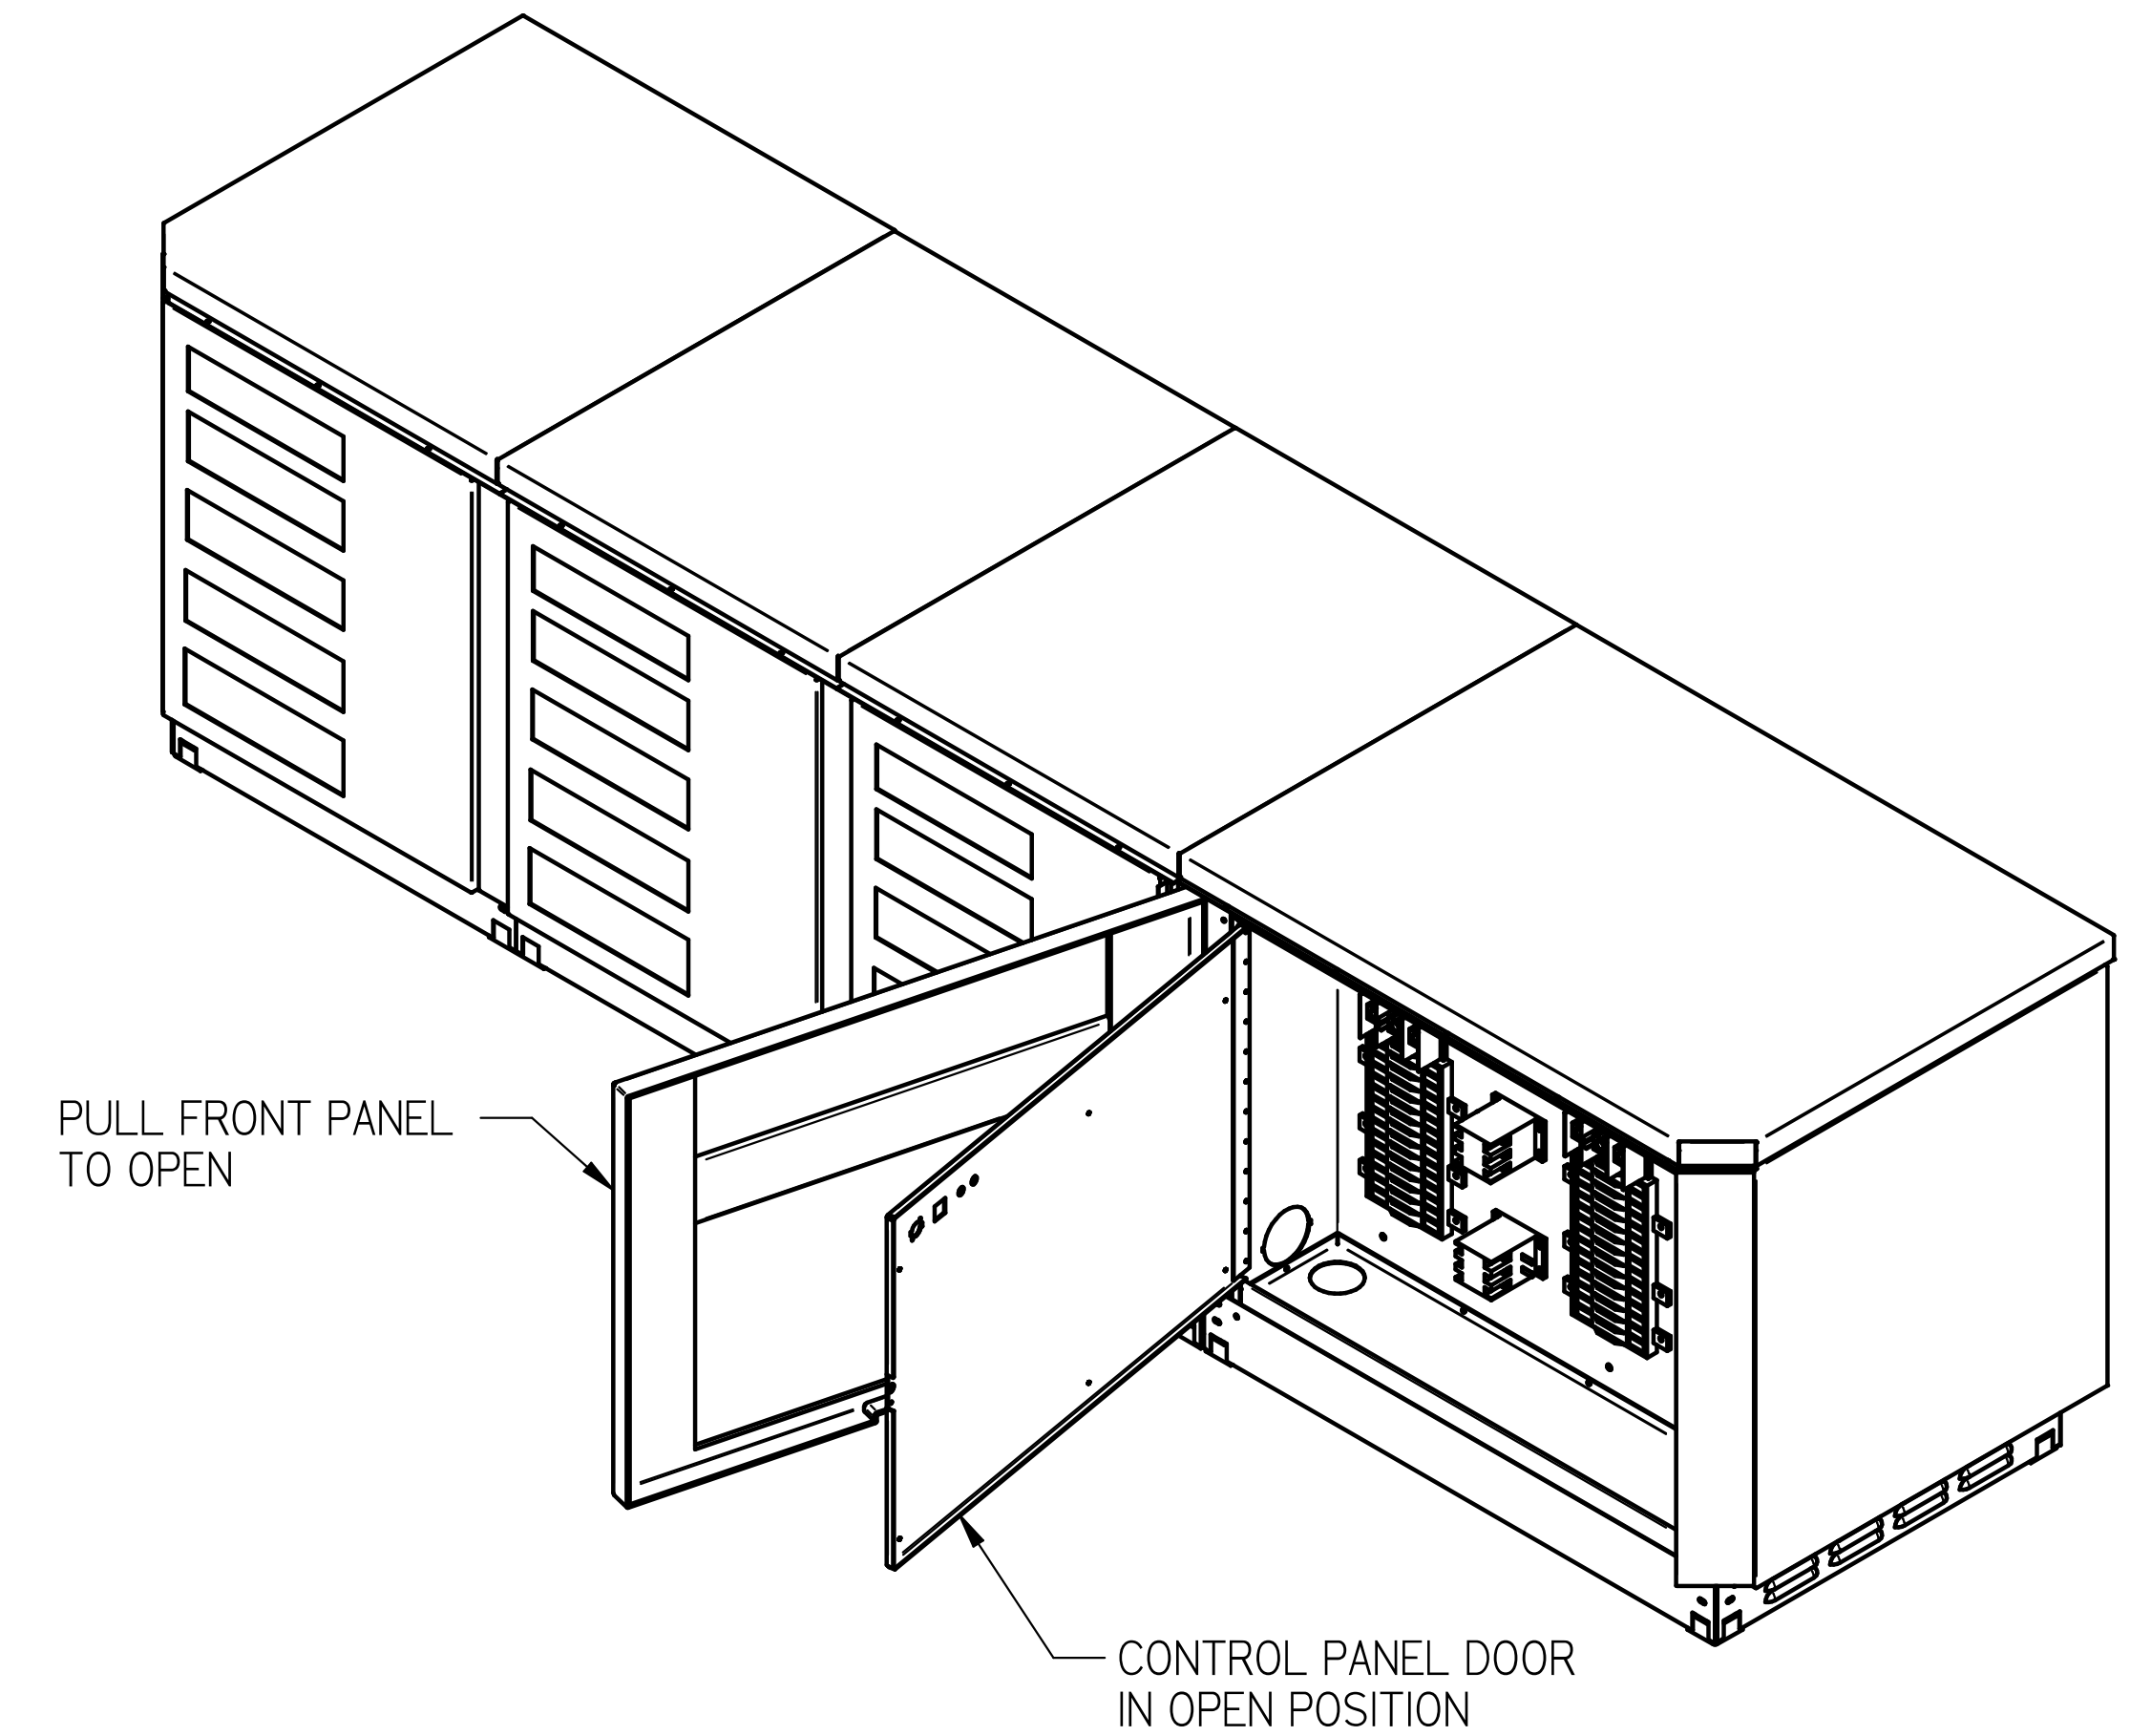 PULL FRONT PANEL
TO OPEN
CONTROL PANEL DOOR
IN OPEN POSITION